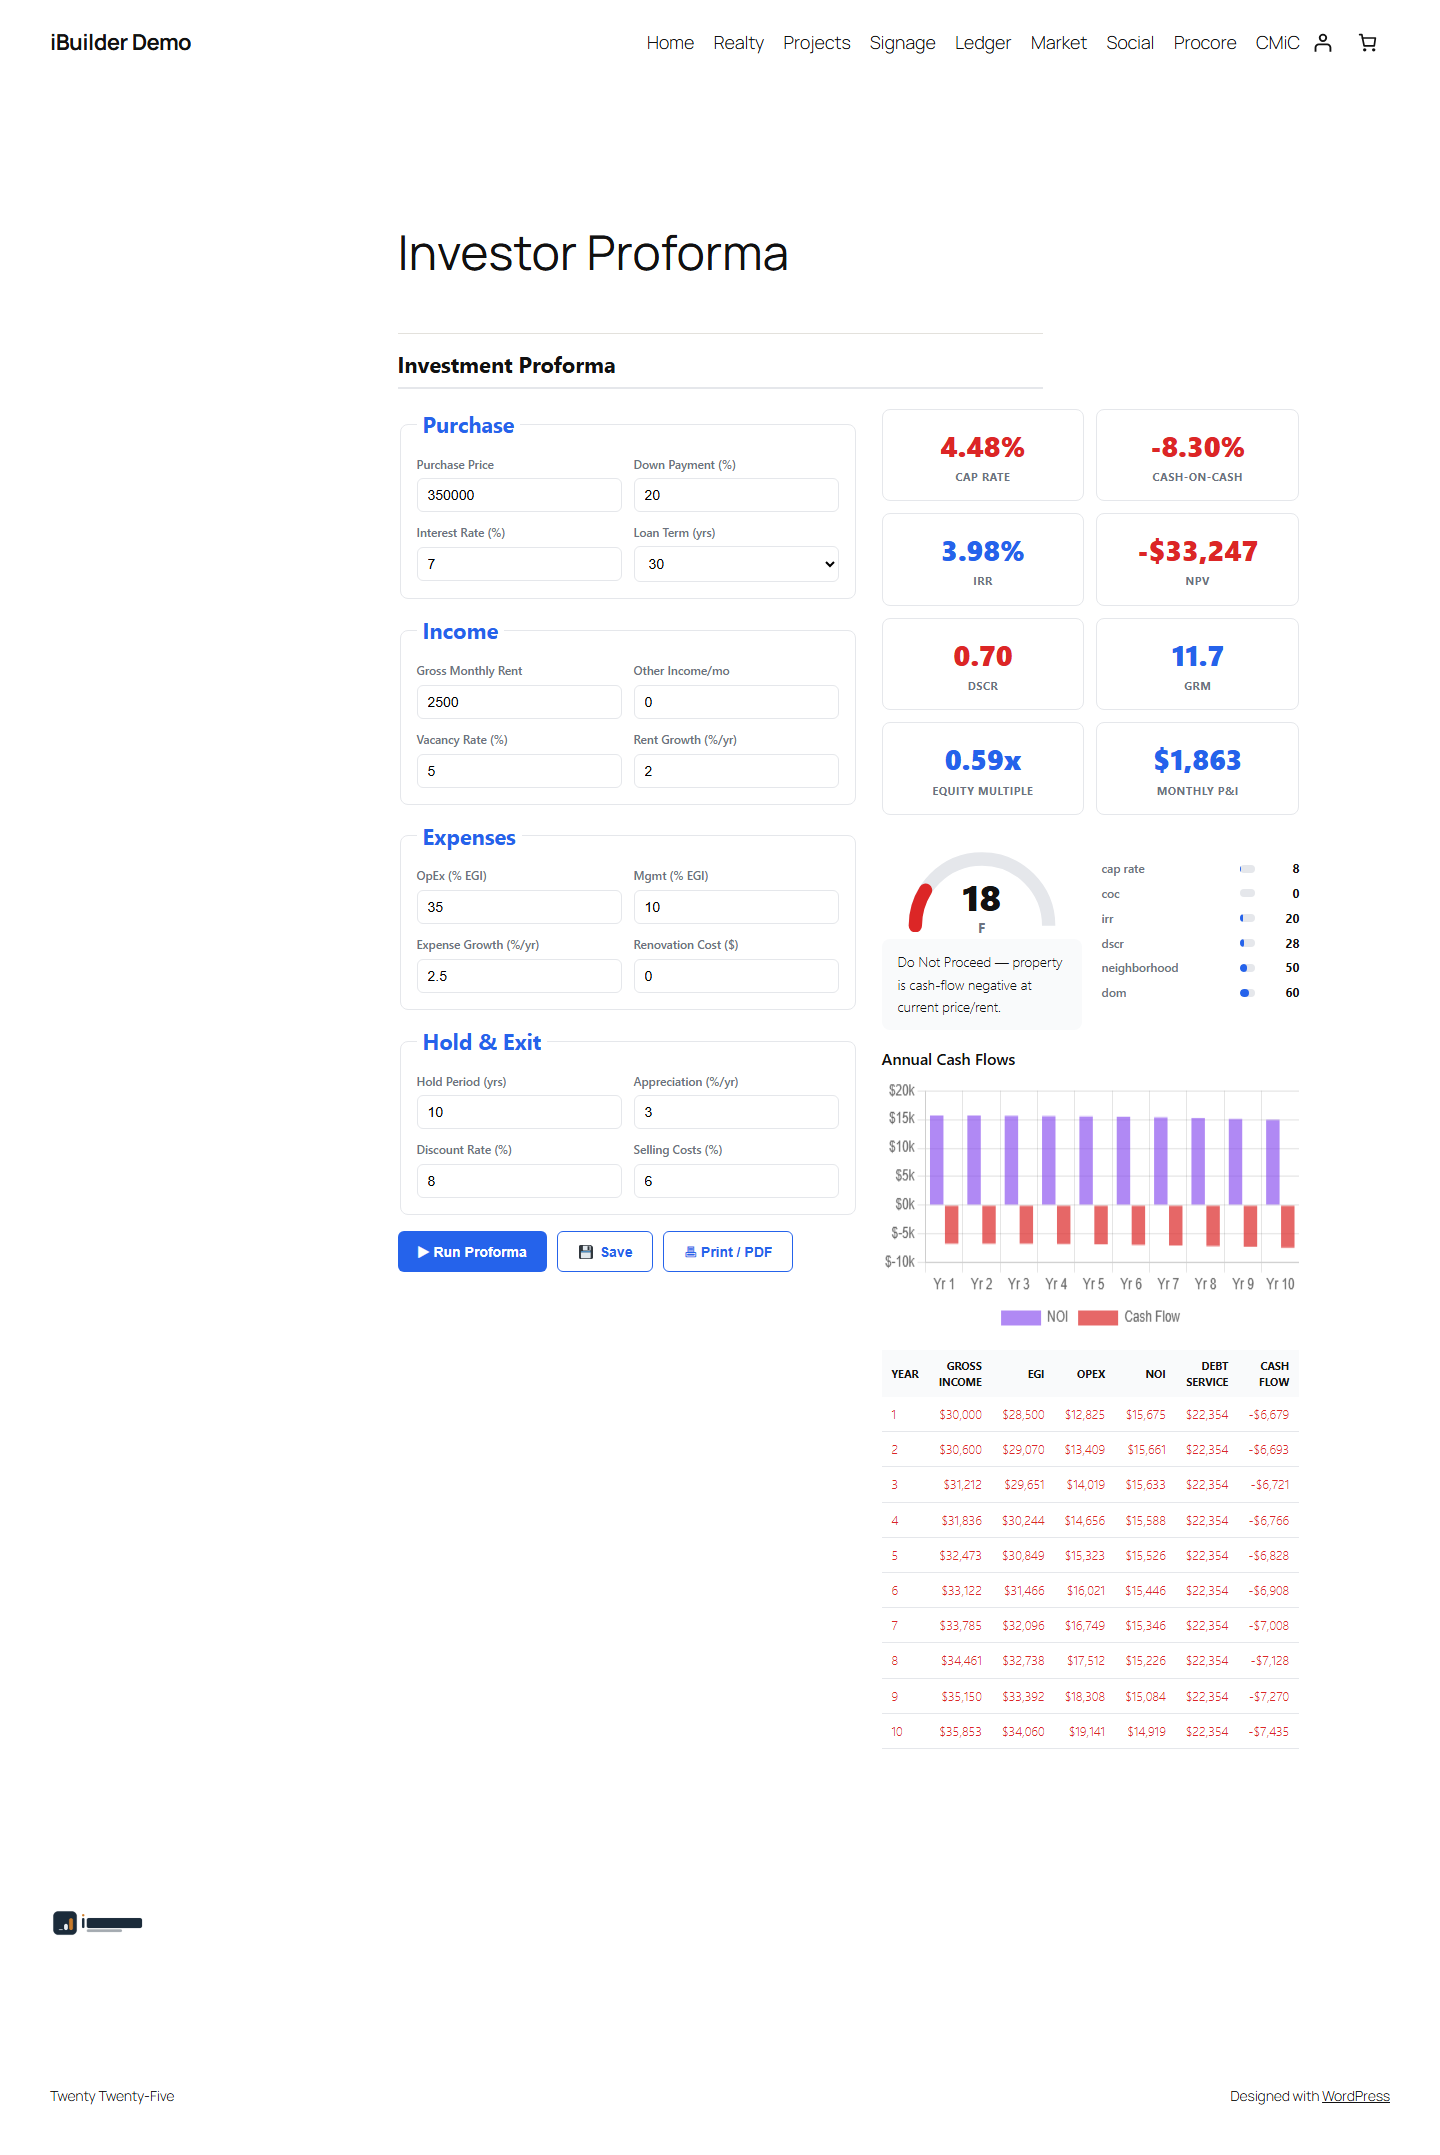 iBuilder Demo
Home Realty Projects Signage Ledger Market Social Procore CMiC
Investor Proforma
Investment Proforma
Purchase
Purchase Price Down Payment (%)
350000 20
Interest Rate (%) Loan Term (yrs)
7 30
Income
Gross Monthly Rent Other Income/mo
2500 0
Vacancy Rate (%) Rent Growth (%/yr)
5 2
Expenses
OpEx (% EGI) Mgmt (% EGI)
35 10
Expense Growth (%/yr) Renovation Cost ($)
2.5 0
Hold & Exit
Hold Period (yrs) Appreciation (%/yr)
10 3
Discount Rate (%) Selling Costs (%)
8 6
▶ Run Proforma Save Print / PDF
4.48% -8.30%
CAP RATE CASH-ON-CASH
3.98% -$33,247
IRR NPV
0.70 11.7
DSCR GRM
0.59x $1,863
EQUITY MULTIPLE MONTHLY P&I
18
F
Do Not Proceed — property
is cash-flow negative at
current price/rent.
cap rate 8
coc 0
irr 20
dscr 28
neighborhood 50
dom 60
Annual Cash Flows
$20k
$15k
$10k
$5k
$0k
$-5k
$-10k
Yr 1 Yr 2 Yr 3 Yr 4 Yr 5 Yr 6 Yr 7 Yr 8 Yr 9 Yr 10
NOI Cash Flow
YEAR GROSS INCOME EGI OPEX NOI DEBT SERVICE CASH FLOW
1 $30,000 $28,500 $12,825 $15,675 $22,354 -$6,679
2 $30,600 $29,070 $13,409 $15,661 $22,354 -$6,693
3 $31,212 $29,651 $14,019 $15,633 $22,354 -$6,721
4 $31,836 $30,244 $14,656 $15,588 $22,354 -$6,766
5 $32,473 $30,849 $15,323 $15,526 $22,354 -$6,828
6 $33,122 $31,466 $16,021 $15,446 $22,354 -$6,908
7 $33,785 $32,096 $16,749 $15,346 $22,354 -$7,008
8 $34,461 $32,738 $17,512 $15,226 $22,354 -$7,128
9 $35,150 $33,392 $18,308 $15,084 $22,354 -$7,270
10 $35,853 $34,060 $19,141 $14,919 $22,354 -$7,435
i
Twenty Twenty-Five
Designed with WordPress